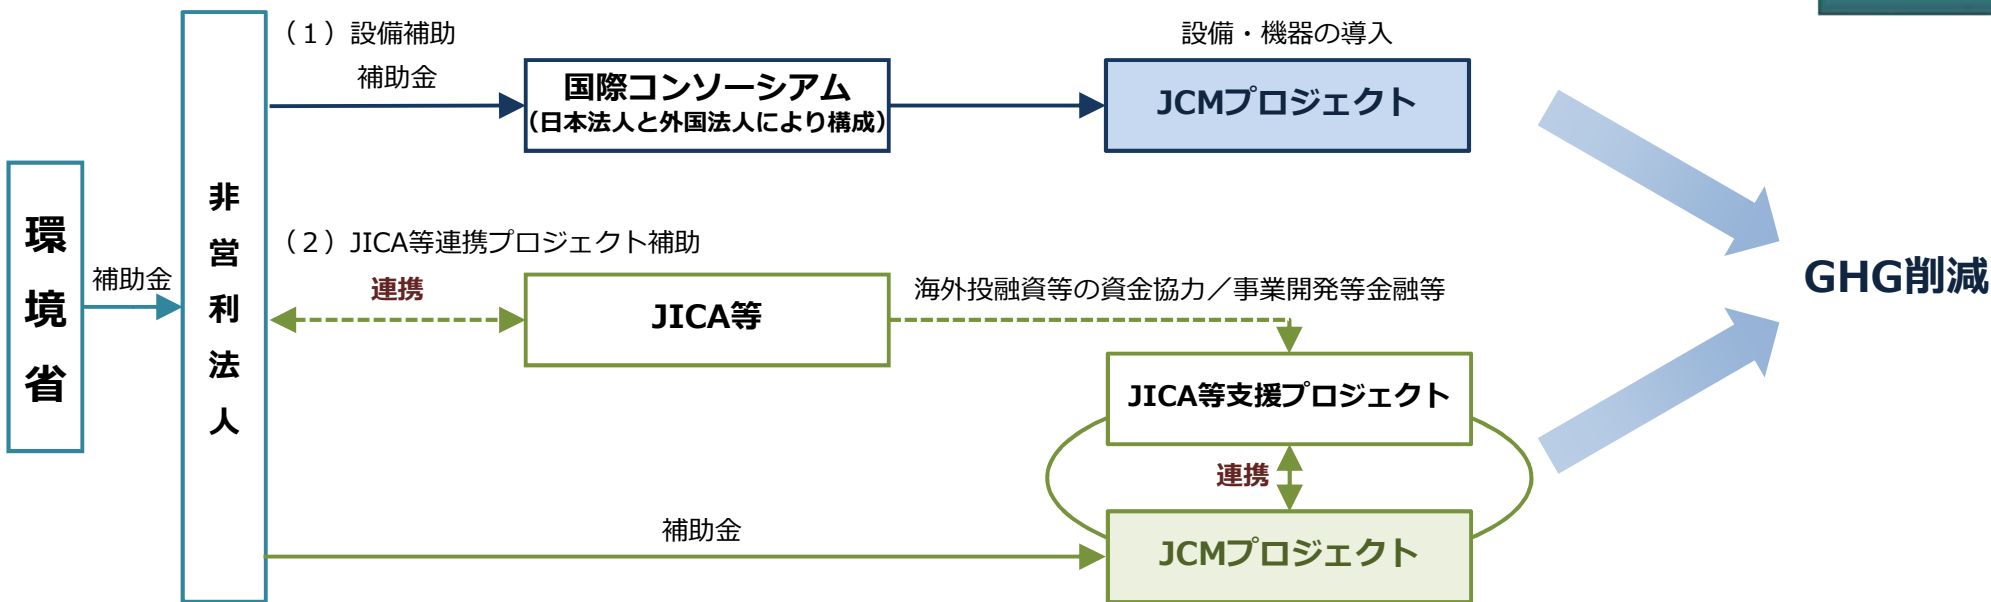 環境省
補助金
非営利法人
（１）設備補助
補助金
国際コンソーシアム
（日本法人と外国法人により構成）
設備・機器の導入
JCMプロジェクト
（２）JICA等連携プロジェクト補助
連携
JICA等
海外投融資等の資金協力／事業開発等金融等
JICA等支援プロジェクト
連携
補助金
JCMプロジェクト
GHG削減